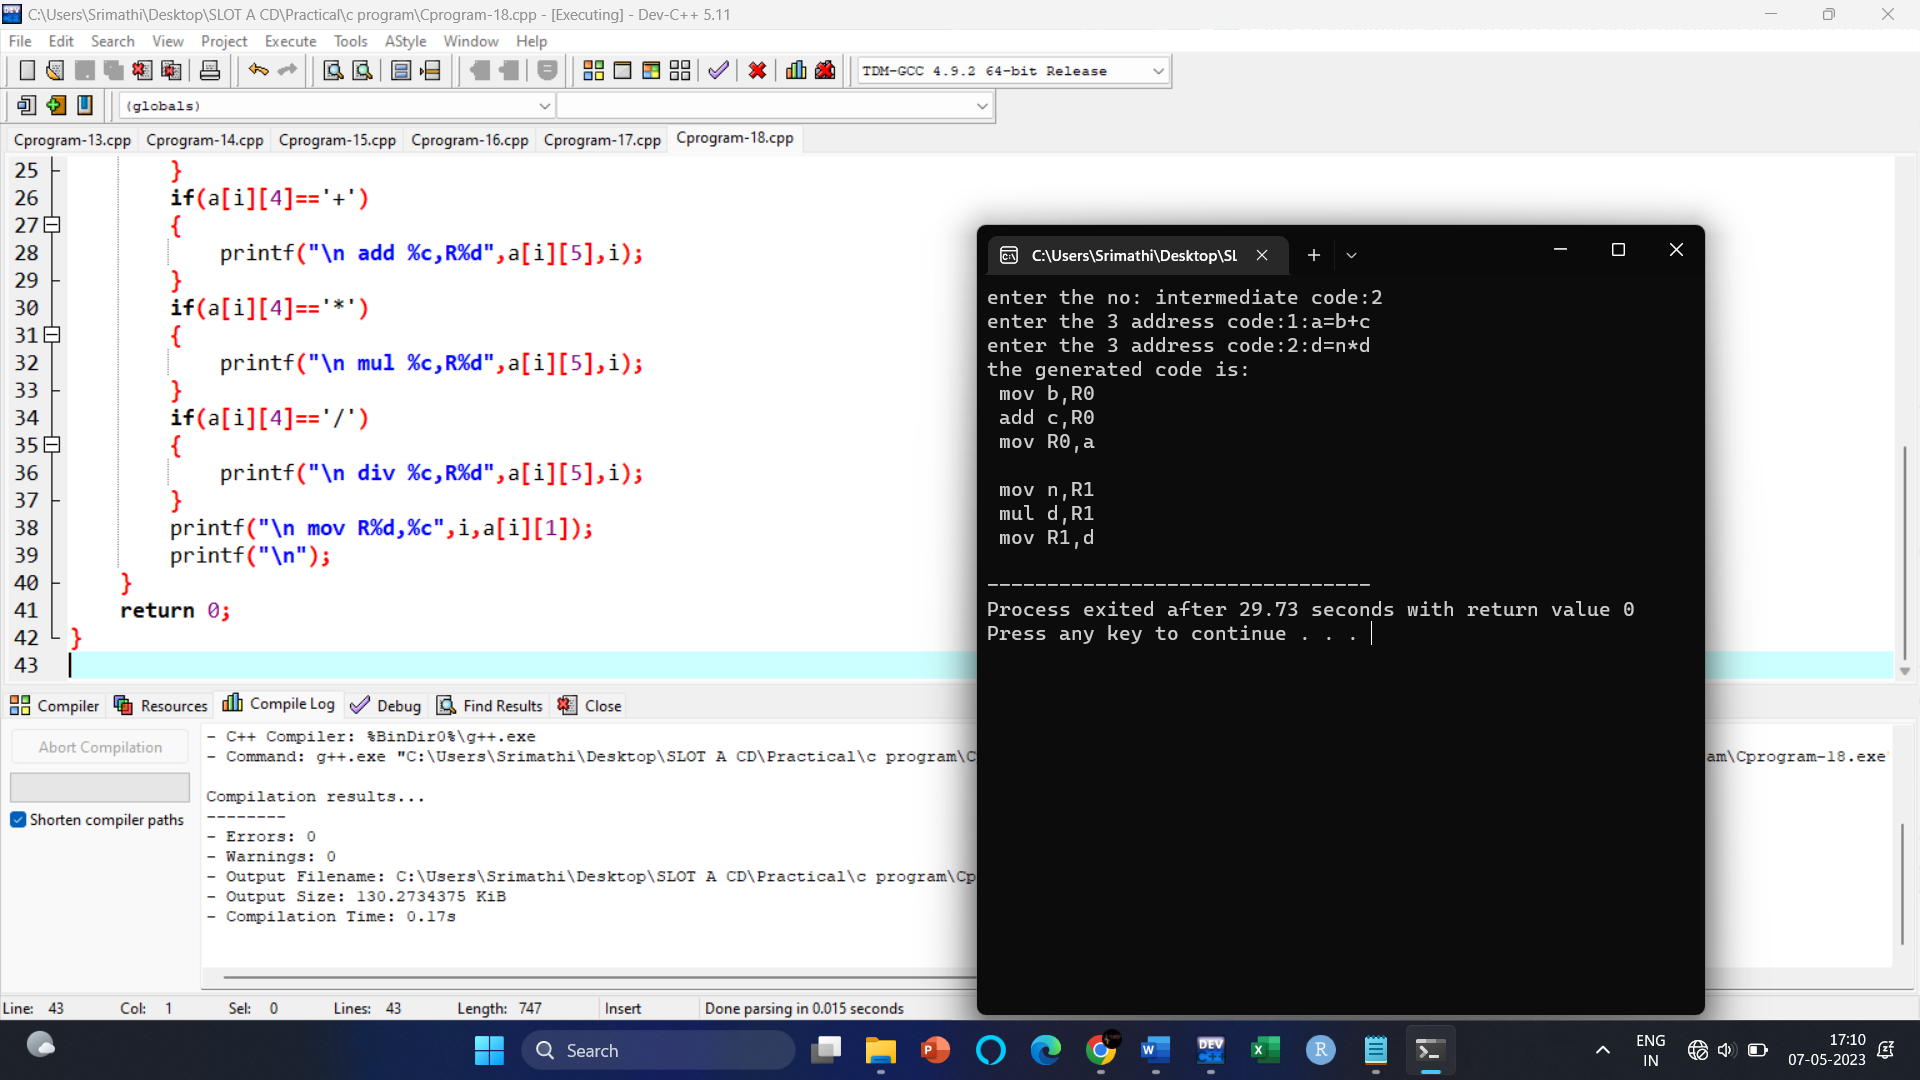 C:\Users\Srimathi\Desktop\SLOT A CD\Practical\c program\Cprogram-18.cpp - [Executing] - Dev-C++ 5.11
File Edit Search View Project Execute Tools AStyle Window Help
TDM-GCC 4.9.2 64-bit Release
(globals)
Cprogram-13.cpp Cprogram-14.cpp Cprogram-15.cpp Cprogram-16.cpp Cprogram-17.cpp Cprogram-18.cpp
25 }
26 if(a[i][4]=='+')
27 {
28 printf("\n add %c,R%d",a[i][5],i);
29 }
30 if(a[i][4]=='*')
31 {
32 printf("\n mul %c,R%d",a[i][5],i);
33 }
34 if(a[i][4]=='/')
35 {
36 printf("\n div %c,R%d",a[i][5],i);
37 }
38 printf("\n mov R%d,%c",i,a[i][1]);
39 printf("\n");
40 }
41 return 0;
42 }
43
C:\Users\Srimathi\Desktop\SL
enter the no: intermediate code:2
enter the 3 address code:1:a=b+c
enter the 3 address code:2:d=n*d
the generated code is:
mov b,R0
add c,R0
mov R0,a
mov n,R1
mul d,R1
mov R1,d
--------------------------------
Process exited after 29.73 seconds with return value 0
Press any key to continue . . .
Compiler Resources Compile Log Debug Find Results Close
Abort Compilation
Shorten compiler paths
- C++ Compiler: %BinDir0%\g++.exe
- Command: g++.exe "C:\Users\Srimathi\Desktop\SLOT A CD\Practical\c program\C am\Cprogram-18.exe"
Compilation results...
--------
- Errors: 0
- Warnings: 0
- Output Filename: C:\Users\Srimathi\Desktop\SLOT A CD\Practical\c program\Cp
- Output Size: 130.2734375 KiB
- Compilation Time: 0.17s
Line: 43 Col: 1 Sel: 0 Lines: 43 Length: 747 Insert Done parsing in 0.015 seconds
Search
ENG
IN
17:10
07-05-2023